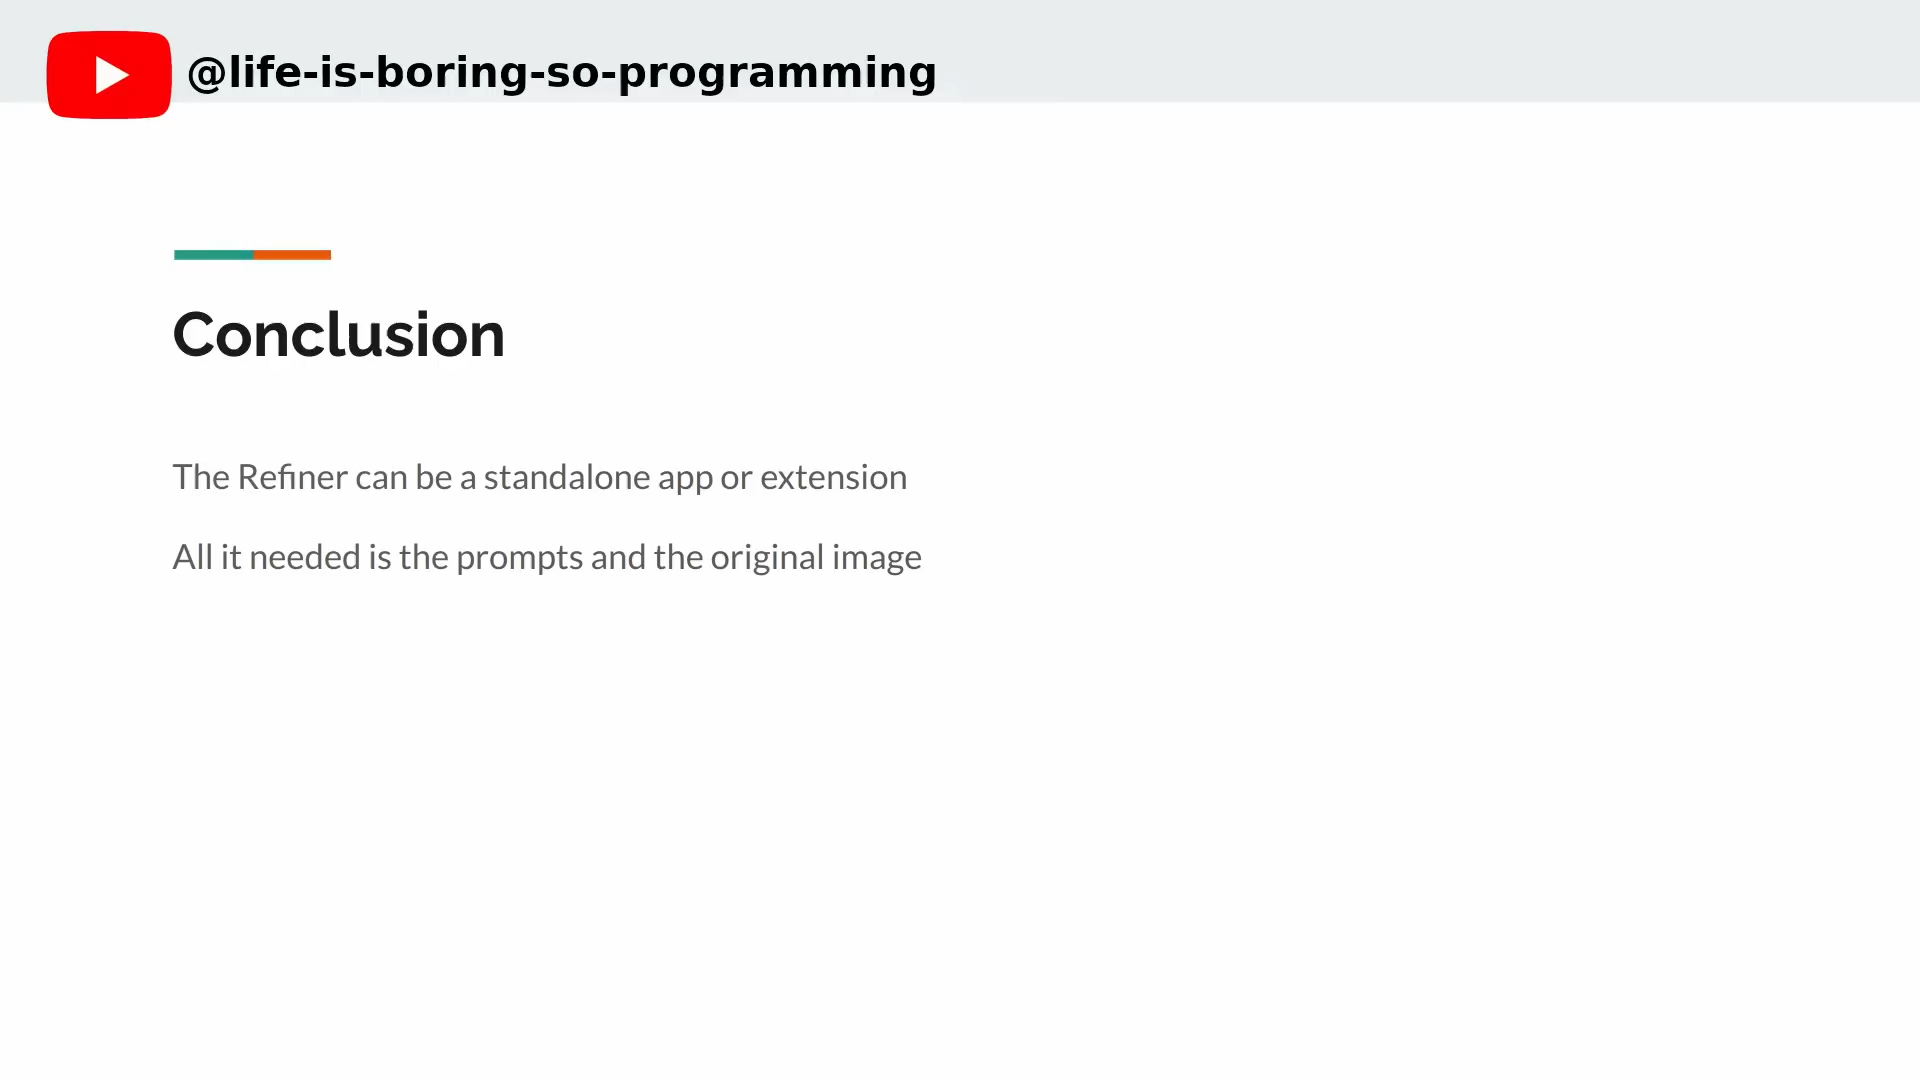 @life-is-boring-so-programming
Conclusion
The Refiner can be a standalone app or extension
All it needed is the prompts and the original image